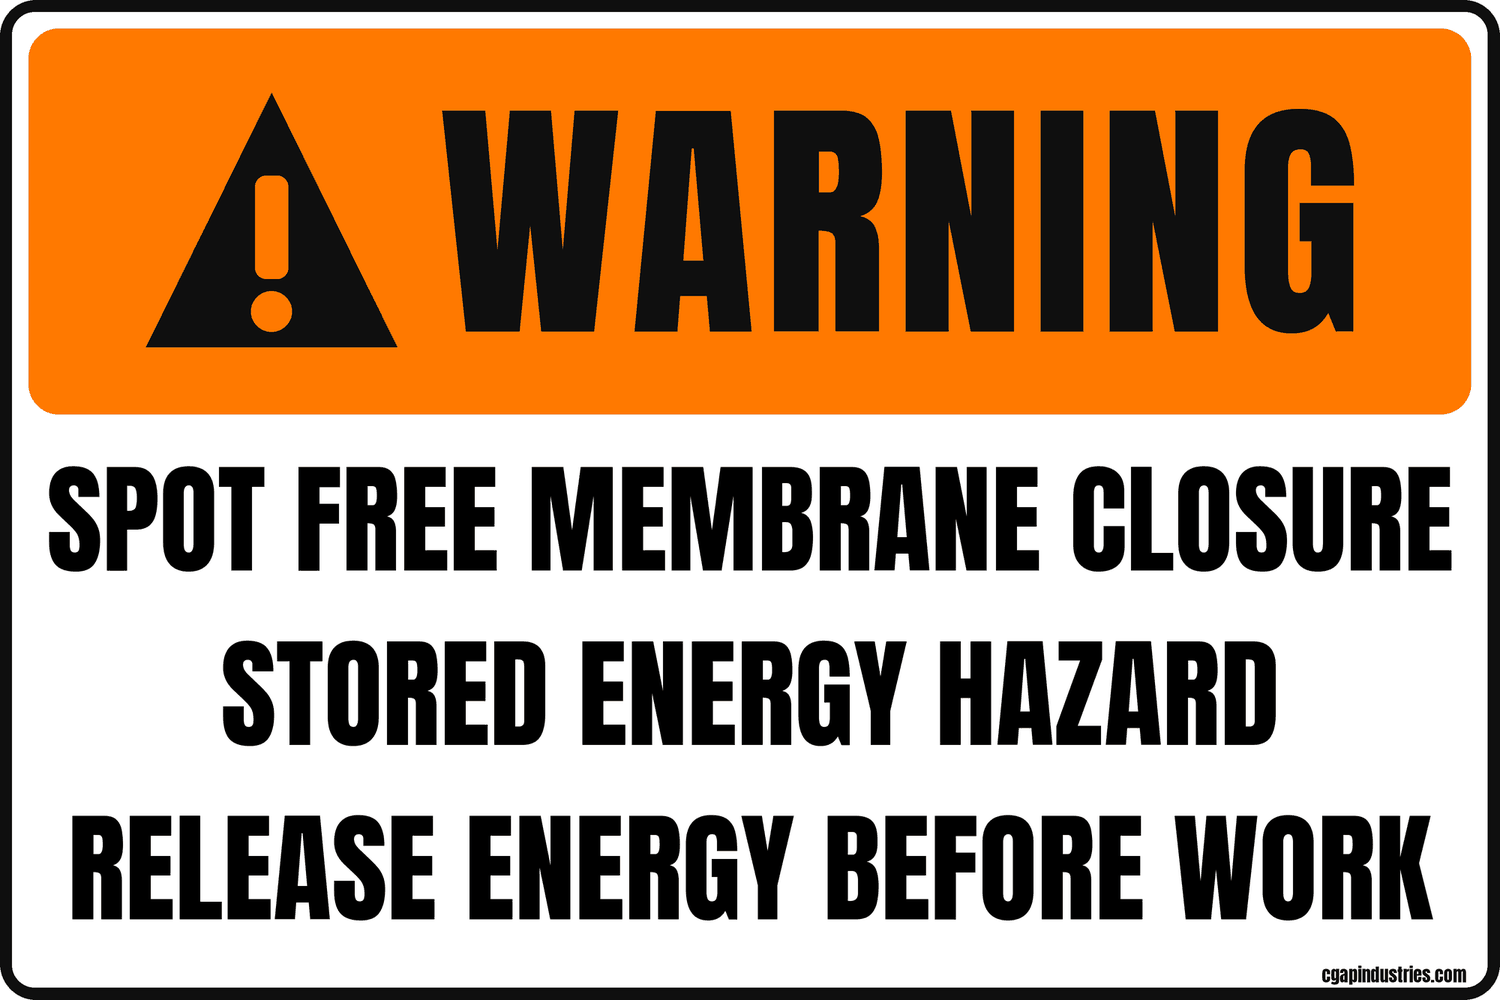 WARNING
SPOT FREE MEMBRANE CLOSURE
STORED ENERGY HAZARD
RELEASE ENERGY BEFORE WORK
cgapindustries.com